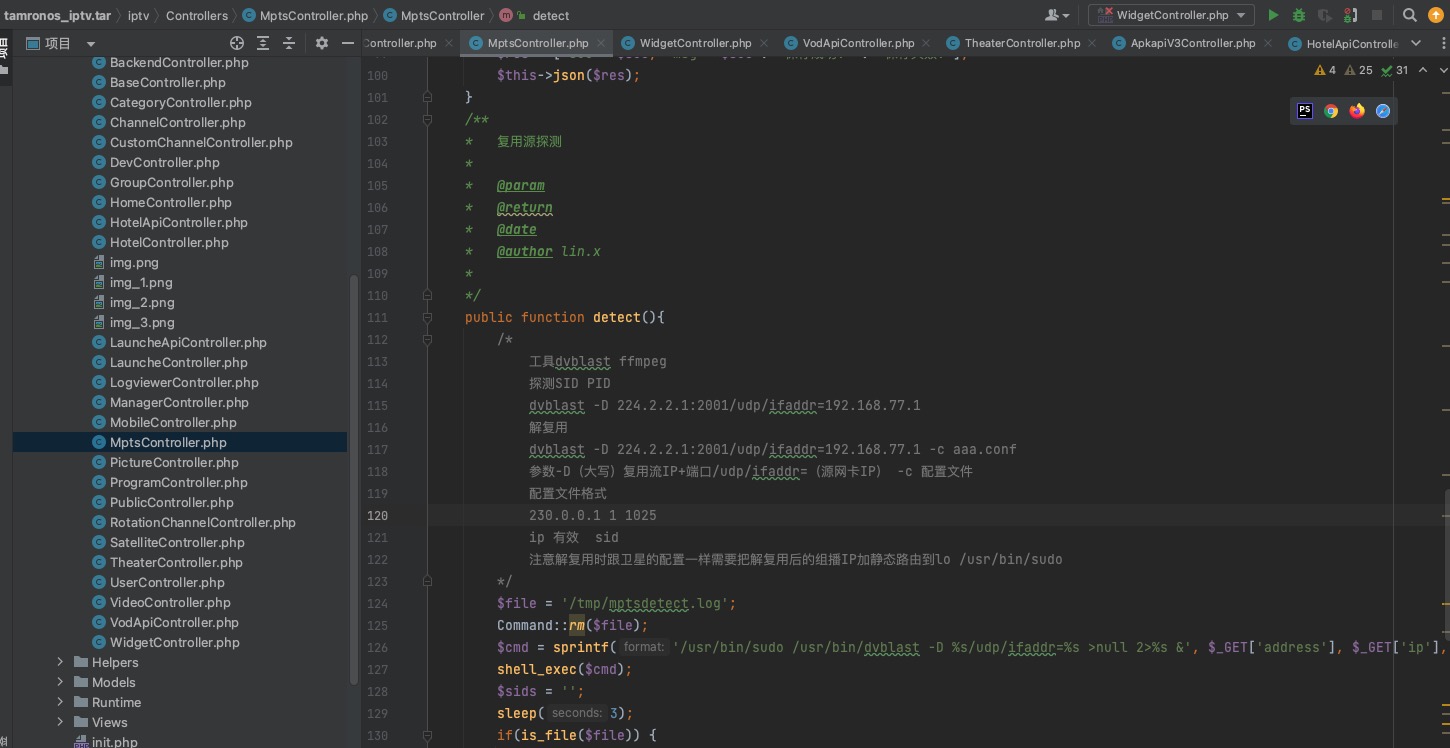 tamronos_iptv.tar iptv Controllers MptsController.php MptsController detect WidgetController.php
项目 Controller.php MptsController.php WidgetController.php VodApiController.php TheaterController.php ApkapiV3Controller.php HotelApiControlle
BackendController.php
BaseController.php
CategoryController.php
ChannelController.php
CustomChannelController.php
DevController.php
GroupController.php
HomeController.php
HotelApiController.php
HotelController.php
img.png
img_1.png
img_2.png
img_3.png
LauncheApiController.php
LauncheController.php
LogviewerController.php
ManagerController.php
MobileController.php
MptsController.php
PictureController.php
ProgramController.php
PublicController.php
RotationChannelController.php
SatelliteController.php
TheaterController.php
UserController.php
VideoController.php
VodApiController.php
WidgetController.php
Helpers
Models
Runtime
Views
init.php
4 25 31
PS
100 $this->json($res);
101 }
102 /**
103 * 复用源探测
104 *
105 * @param
106 * @return
107 * @date
108 * @author lin.x
109 *
110 */
111 public function detect(){
112 /*
113 工具dvblast ffmpeg
114 探测SID PID
115 dvblast -D 224.2.2.1:2001/udp/ifaddr=192.168.77.1
116 解复用
117 dvblast -D 224.2.2.1:2001/udp/ifaddr=192.168.77.1 -c aaa.conf
118 参数-D（大写）复用流IP+端口/udp/ifaddr=（源网卡IP） -c 配置文件
119 配置文件格式
120 230.0.0.1 1 1025
121 ip 有效 sid
122 注意解复用时跟卫星的配置一样需要把解复用后的组播IP加静态路由到lo /usr/bin/sudo
123 */
124 $file = '/tmp/mptsdetect.log';
125 Command::rm($file);
126 $cmd = sprintf( format: '/usr/bin/sudo /usr/bin/dvblast -D %s/udp/ifaddr=%s >null 2>%s &', $_GET['address'], $_GET['ip'],
127 shell_exec($cmd);
128 $sids = '';
129 sleep( seconds: 3);
130 if(is_file($file)) {